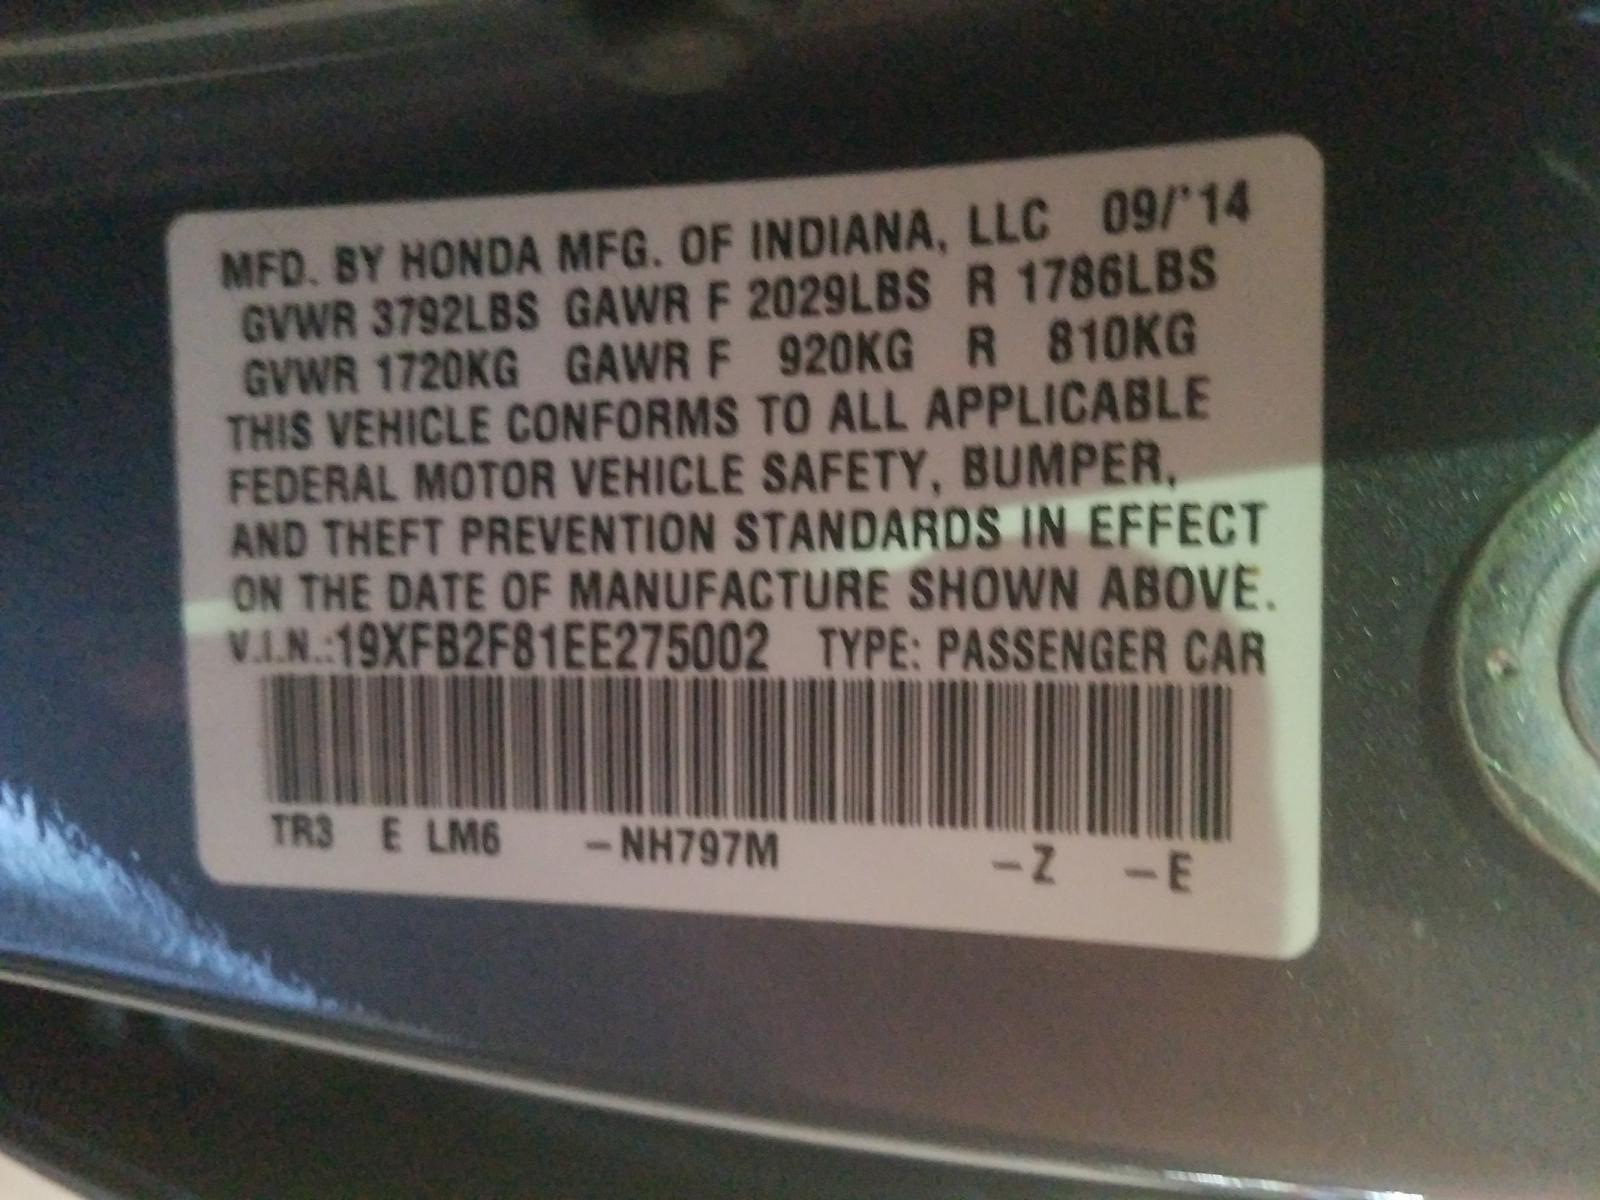 MFD. BY HONDA MFG. OF INDIANA, LLC 09/'14
GVWR 3792LBS GAWR F 2029LBS R 1786LBS
GVWR 1720KG GAWR F 920KG R 810KG
THIS VEHICLE CONFORMS TO ALL APPLICABLE
FEDERAL MOTOR VEHICLE SAFETY, BUMPER,
AND THEFT PREVENTION STANDARDS IN EFFECT
ON THE DATE OF MANUFACTURE SHOWN ABOVE.
V.I.N.:19XFB2F81EE275002 TYPE: PASSENGER CAR
TR3 E LM6 –NH797M –Z –E